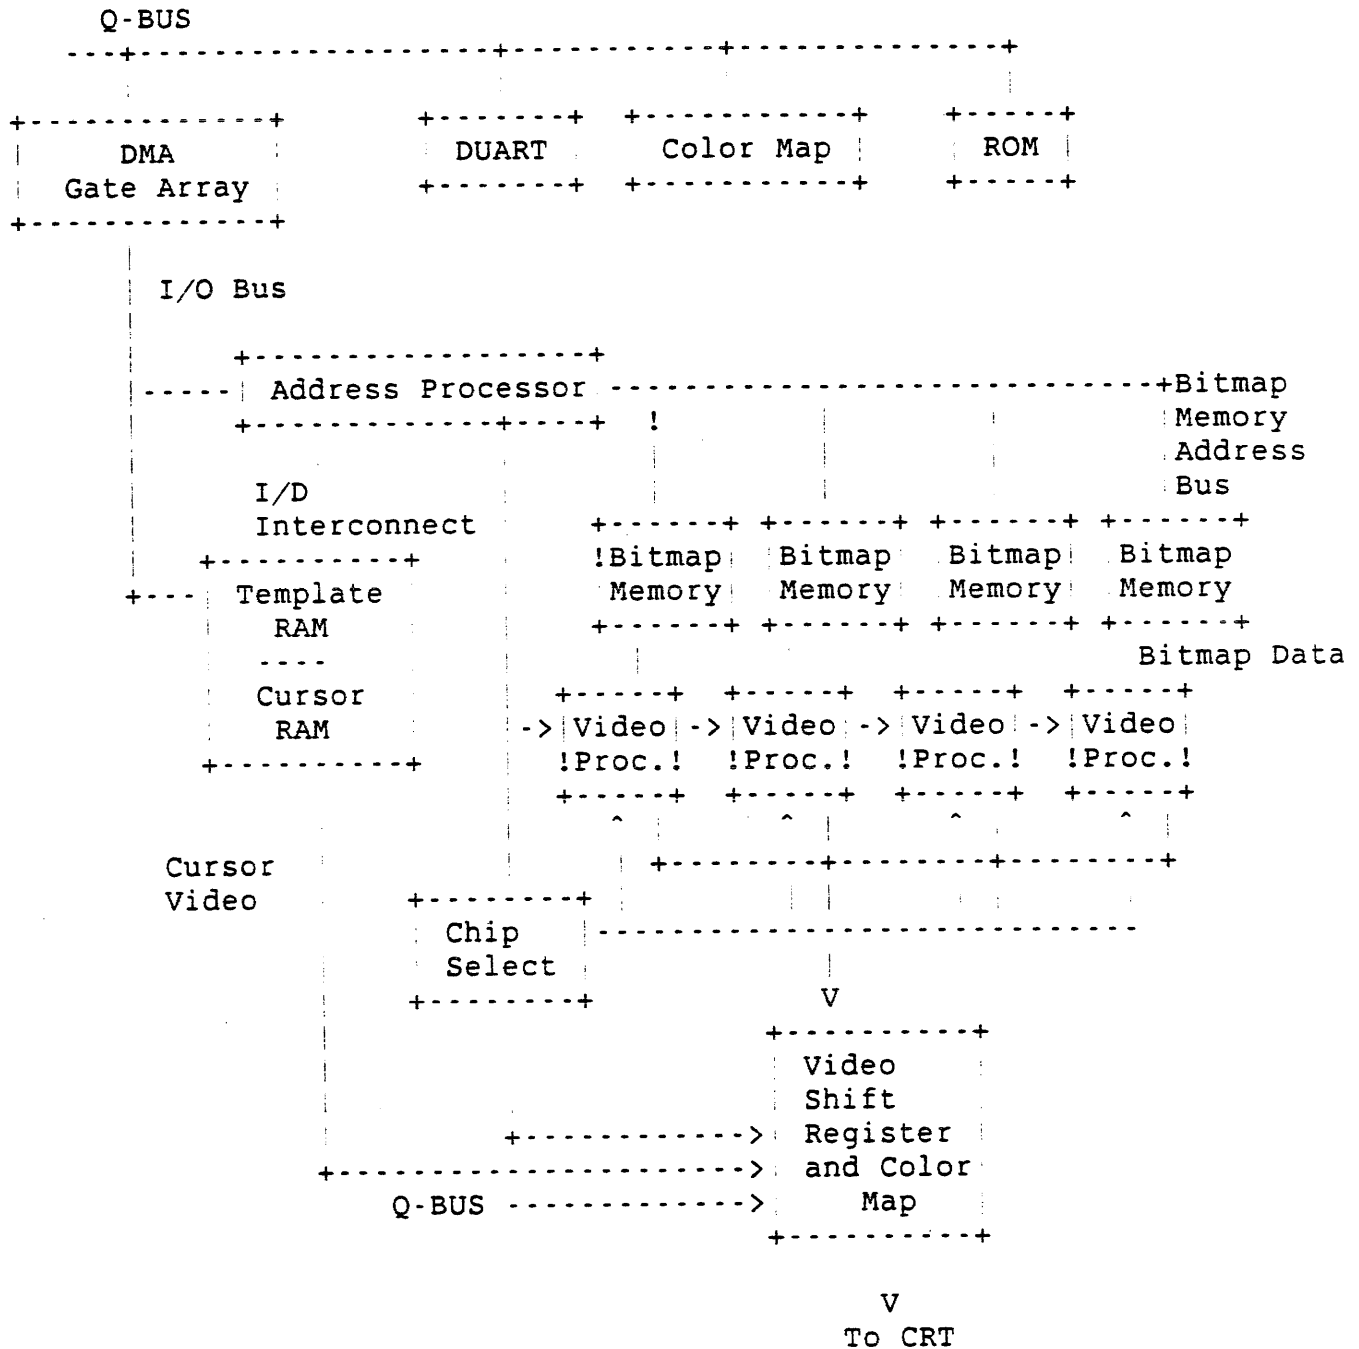 Q-BUS
DMA
Gate Array
DUART
Color Map
ROM
I/O Bus
Address Processor
Bitmap
Memory
Address
Bus
I/D
Interconnect
Bitmap
Memory
Bitmap
Memory
Bitmap
Memory
Bitmap
Memory
Template
RAM
Cursor
RAM
Bitmap Data
Video
Proc.
Video
Proc.
Video
Proc.
Video
Proc.
Cursor
Video
Chip
Select
V
Video
Shift
Register
and Color
Map
Q-BUS
V
To CRT